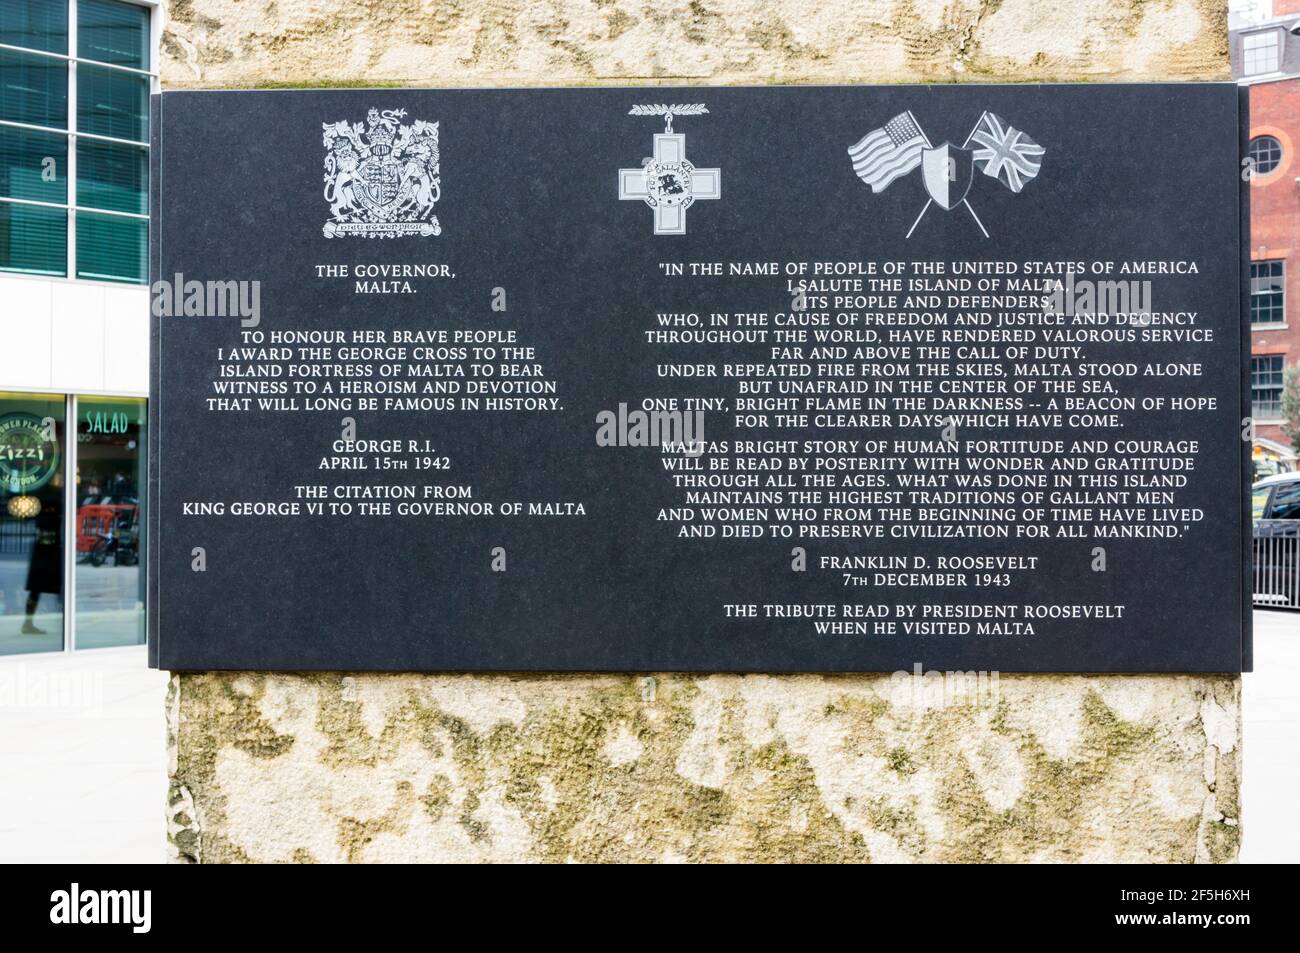 THE GOVERNOR,
MALTA.
TO HONOUR HER BRAVE PEOPLE
I AWARD THE GEORGE CROSS TO THE
ISLAND FORTRESS OF MALTA TO BEAR
WITNESS TO A HEROISM AND DEVOTION
THAT WILL LONG BE FAMOUS IN HISTORY.
GEORGE R.I.
APRIL 15TH 1942
THE CITATION FROM
KING GEORGE VI TO THE GOVERNOR OF MALTA
"IN THE NAME OF PEOPLE OF THE UNITED STATES OF AMERICA
I SALUTE THE ISLAND OF MALTA,
ITS PEOPLE AND DEFENDERS,
WHO, IN THE CAUSE OF FREEDOM AND JUSTICE AND DECENCY
THROUGHOUT THE WORLD, HAVE RENDERED VALOROUS SERVICE
FAR AND ABOVE THE CALL OF DUTY.
UNDER REPEATED FIRE FROM THE SKIES, MALTA STOOD ALONE
BUT UNAFRAID IN THE CENTER OF THE SEA,
ONE TINY, BRIGHT FLAME IN THE DARKNESS -- A BEACON OF HOPE
FOR THE CLEARER DAYS WHICH HAVE COME.
MALTAS BRIGHT STORY OF HUMAN FORTITUDE AND COURAGE
WILL BE READ BY POSTERITY WITH WONDER AND GRATITUDE
THROUGH ALL THE AGES. WHAT WAS DONE IN THIS ISLAND
MAINTAINS THE HIGHEST TRADITIONS OF GALLANT MEN
AND WOMEN WHO FROM THE BEGINNING OF TIME HAVE LIVED
AND DIED TO PRESERVE CIVILIZATION FOR ALL MANKIND."
FRANKLIN D. ROOSEVELT
7TH DECEMBER 1943
THE TRIBUTE READ BY PRESIDENT ROOSEVELT
WHEN HE VISITED MALTA
SALAD
Zizzi
LONDON
alamy
Image ID: 2F5H6XH
www.alamy.com